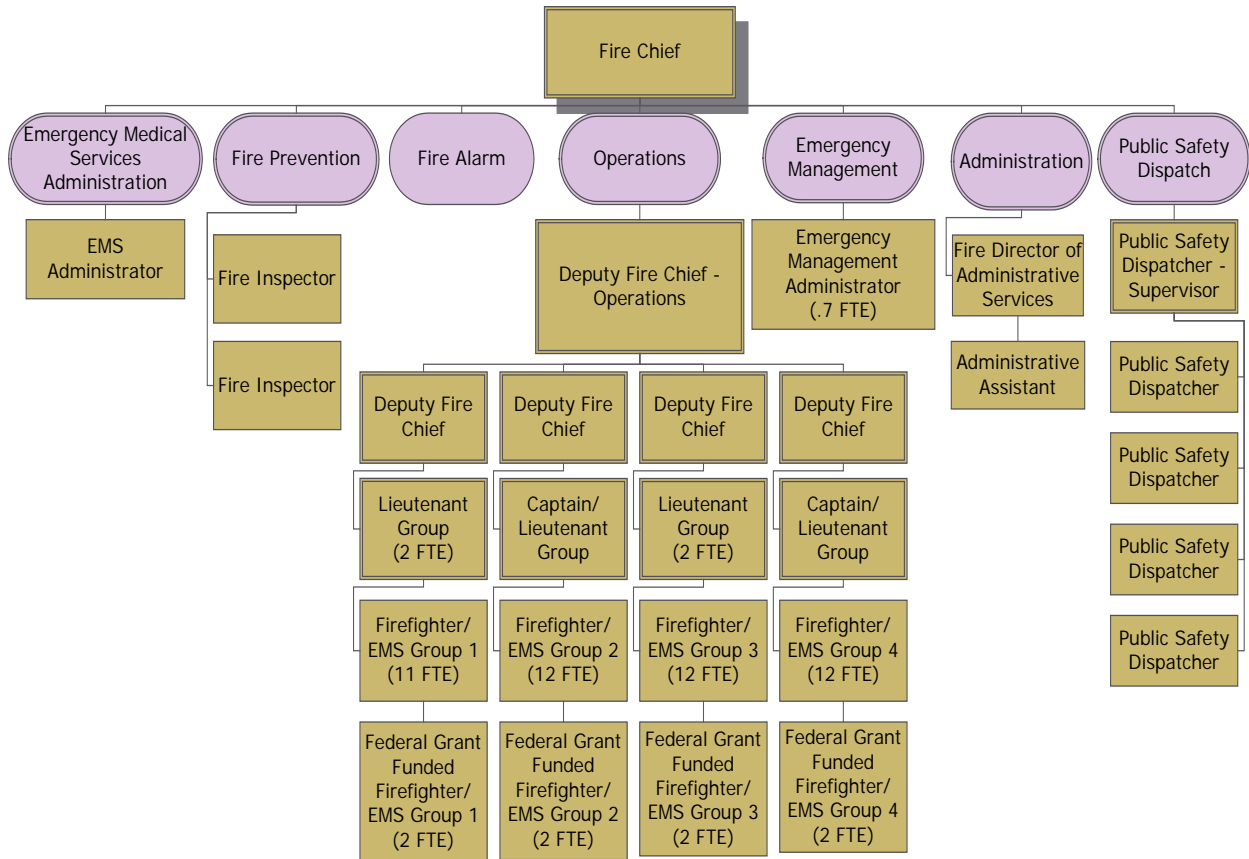 Fire Chief
Emergency Medical
Services
Administration
Fire Prevention
Fire Alarm
Operations
Emergency
Management
Administration
Public Safety
Dispatch
EMS
Administrator
Fire Inspector
Fire Inspector
Deputy Fire Chief -
Operations
Emergency
Management
Administrator
(.7 FTE)
Fire Director of
Administrative
Services
Administrative
Assistant
Public Safety
Dispatcher -
Supervisor
Public Safety
Dispatcher
Public Safety
Dispatcher
Public Safety
Dispatcher
Public Safety
Dispatcher
Deputy Fire
Chief
Deputy Fire
Chief
Deputy Fire
Chief
Deputy Fire
Chief
Lieutenant
Group
(2 FTE)
Captain/
Lieutenant
Group
Lieutenant
Group
(2 FTE)
Captain/
Lieutenant
Group
Firefighter/
EMS Group 1
(11 FTE)
Firefighter/
EMS Group 2
(12 FTE)
Firefighter/
EMS Group 3
(12 FTE)
Firefighter/
EMS Group 4
(12 FTE)
Federal Grant
Funded
Firefighter/
EMS Group 1
(2 FTE)
Federal Grant
Funded
Firefighter/
EMS Group 2
(2 FTE)
Federal Grant
Funded
Firefighter/
EMS Group 3
(2 FTE)
Federal Grant
Funded
Firefighter/
EMS Group 4
(2 FTE)